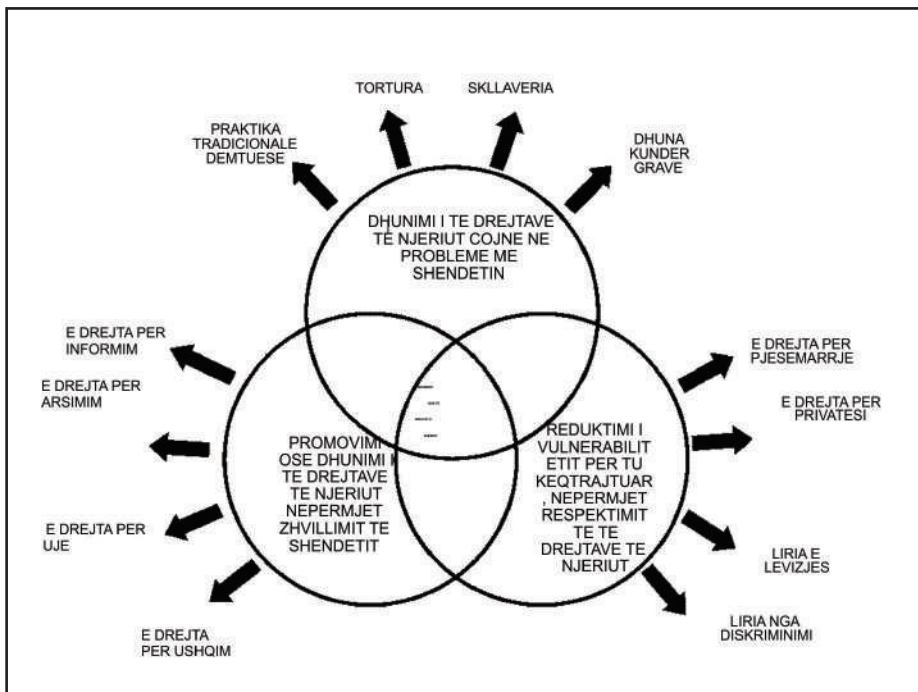 TORTURA
SKLLAVERIA
PRAKTIKA
TRADICIONALE
DEMTUESE
DHUNA
KUNDER
GRAVE
DHUNIMI I TE DREJTAVE
TE NJERIUT COJNE NE
PROBLEME ME
SHENDETIN
E DREJTA PER
INFORMIM
E DREJTA PER
ARSIMIM
E DREJTA PER
UJE
E DREJTA
PER USHQIM
PROMOVIMI
OSE DHUNIMI I
TE DREJTAVE
TE NJERIUT
NEPERMJET
ZHVILLIMIT TE
SHENDETIT
REDUKTIMI I
VULNERABILIT
ETIT PER TU
KEQTRAJTUAR
, NEPERMJET
RESPEKTIMIT
TE TE
DREJTAVE TE
NJERIUT
E DREJTA PER
PJESEMARRJE
E DREJTA PER
PRIVATESI
LIRIA E
LEVIZJES
LIRIA NGA
DISKRIMINIMI